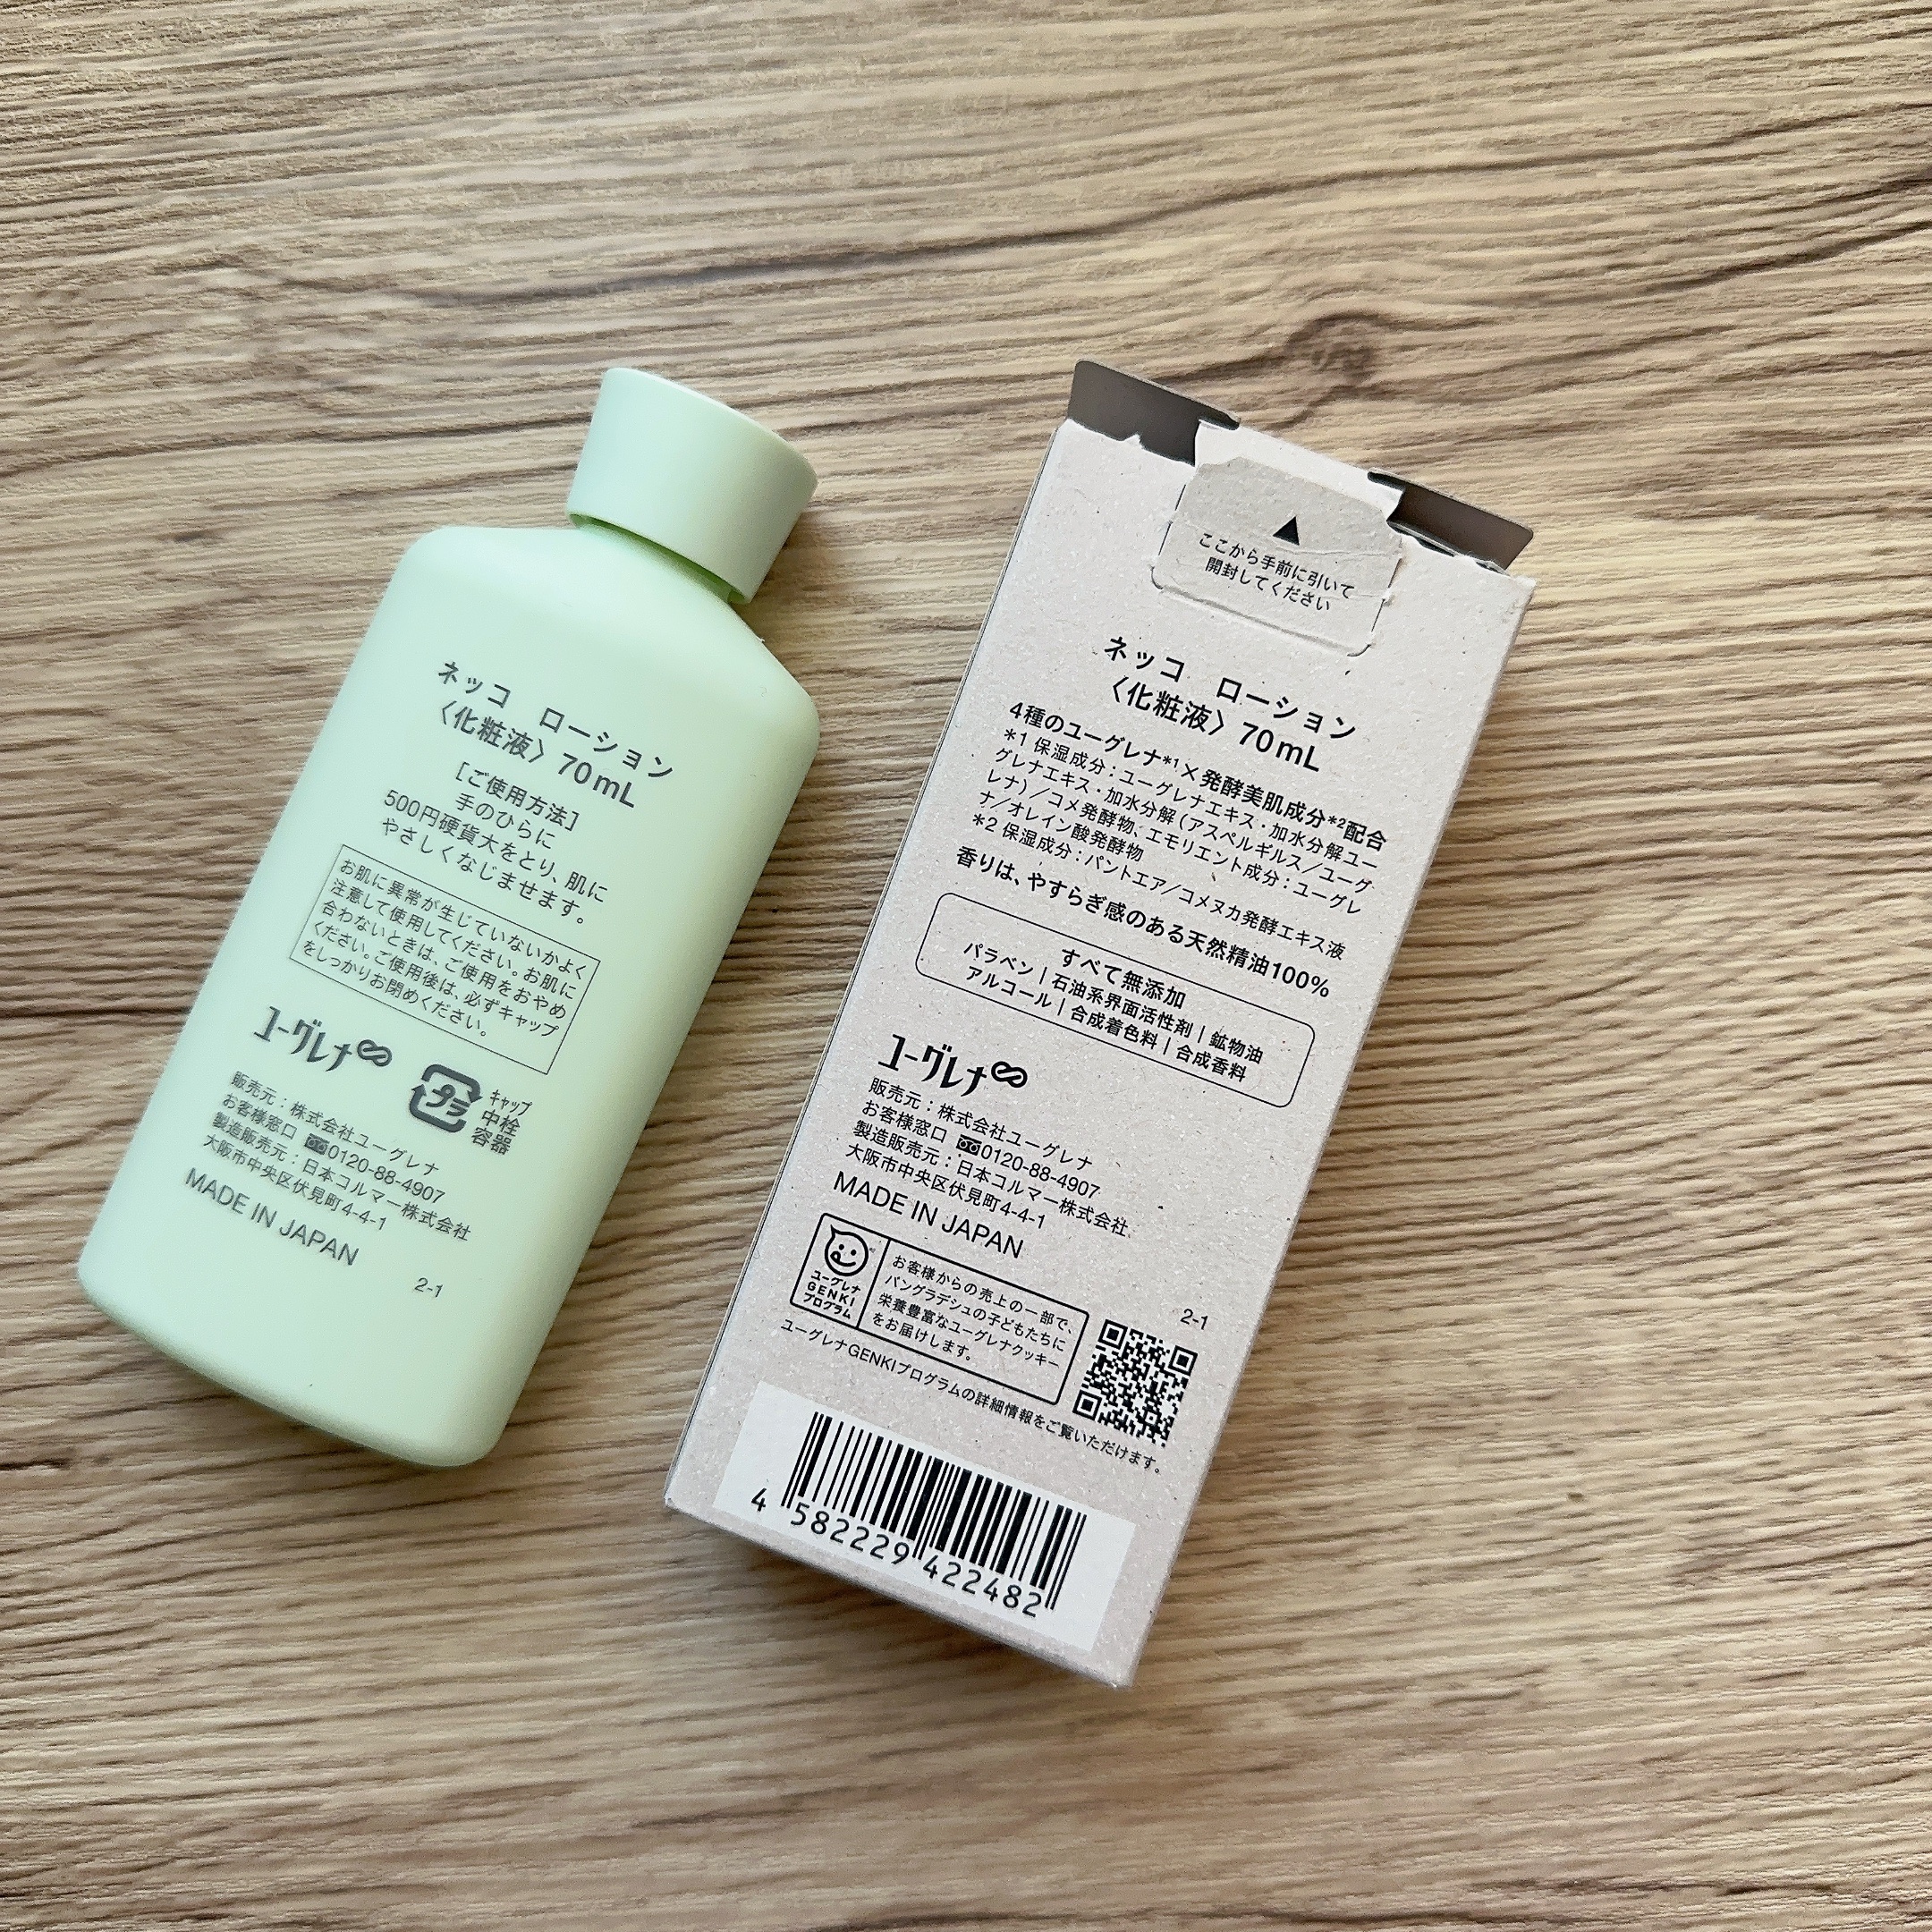 ネッコ ローション
〈化粧液〉70mL
[ご使用方法]
手のひらに
500円硬貨大をとり、肌に
やさしくなじませます。
お肌に異常が生じていないかよく
注意して使用してください。お肌に
合わないときは、ご使用をおやめ
ください。ご使用後は、必ずキャップ
をしっかりお閉めください。
ユーグレナ
プラ
キャップ
中栓
容器
販売元：株式会社ユーグレナ
お客様窓口 0120-88-4907
製造販売元：日本コルマー株式会社
大阪市中央区伏見町4-4-1
MADE IN JAPAN
2-1
▲
ここから手前に引いて
開封してください
ネッコ ローション
〈化粧液〉70mL
4種のユーグレナ*1×発酵美肌成分*2配合
*1 保湿成分：ユーグレナエキス・加水分解ユー
グレナエキス・加水分解（アスペルギルス／ユーグ
レナ）／コメ発酵物、エモリエント成分：ユーグレ
ナ／オレイン酸発酵物
*2 保湿成分：パントエア／コメヌカ発酵エキス液
香りは、やすらぎ感のある天然精油100%
すべて無添加
パラベン｜石油系界面活性剤｜鉱物油
アルコール｜合成着色料｜合成香料
ユーグレナ
販売元：株式会社ユーグレナ
お客様窓口 0120-88-4907
製造販売元：日本コルマー株式会社
大阪市中央区伏見町4-4-1
MADE IN JAPAN
2-1
ユーグレナ
GENKI
プログラム
お客様からの売上の一部で、
バングラデシュの子どもたちに
栄養豊富なユーグレナクッキー
をお届けします。
ユーグレナGENKIプログラムの詳細情報をご覧いただけます。
4 582229 422482